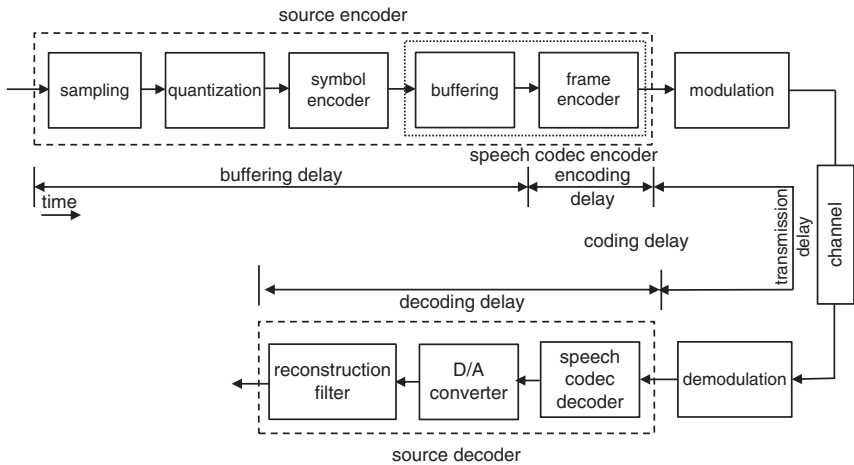 source encoder
sampling
quantization
symbol
encoder
buffering
frame
encoder
modulation
speech codec encoder
buffering delay
encoding
delay
time
transmission
delay
channel
coding delay
decoding delay
reconstruction
filter
D/A
converter
speech
codec
decoder
demodulation
source decoder